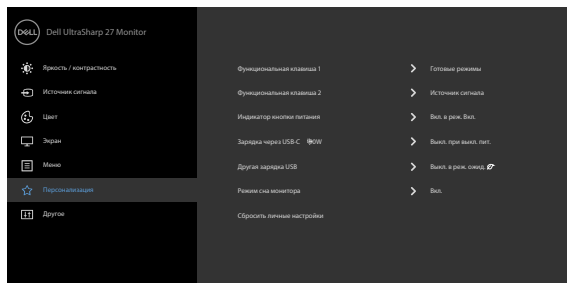 DELL Dell UltraSharp 27 Monitor
Яркость / контрастность
Источник сигнала
Цвет
Экран
Меню
Персонализация
Другое
Функциональная клавиша 1 Готовые режимы
Функциональная клавиша 2 Источник сигнала
Индикатор кнопки питания Вкл. в реж. Вкл.
Зарядка через USB-C 90W Выкл. при выкл. пит.
Другая зарядка USB Выкл. в реж. ожид.
Режим сна монитора Вкл.
Сбросить личные настройки